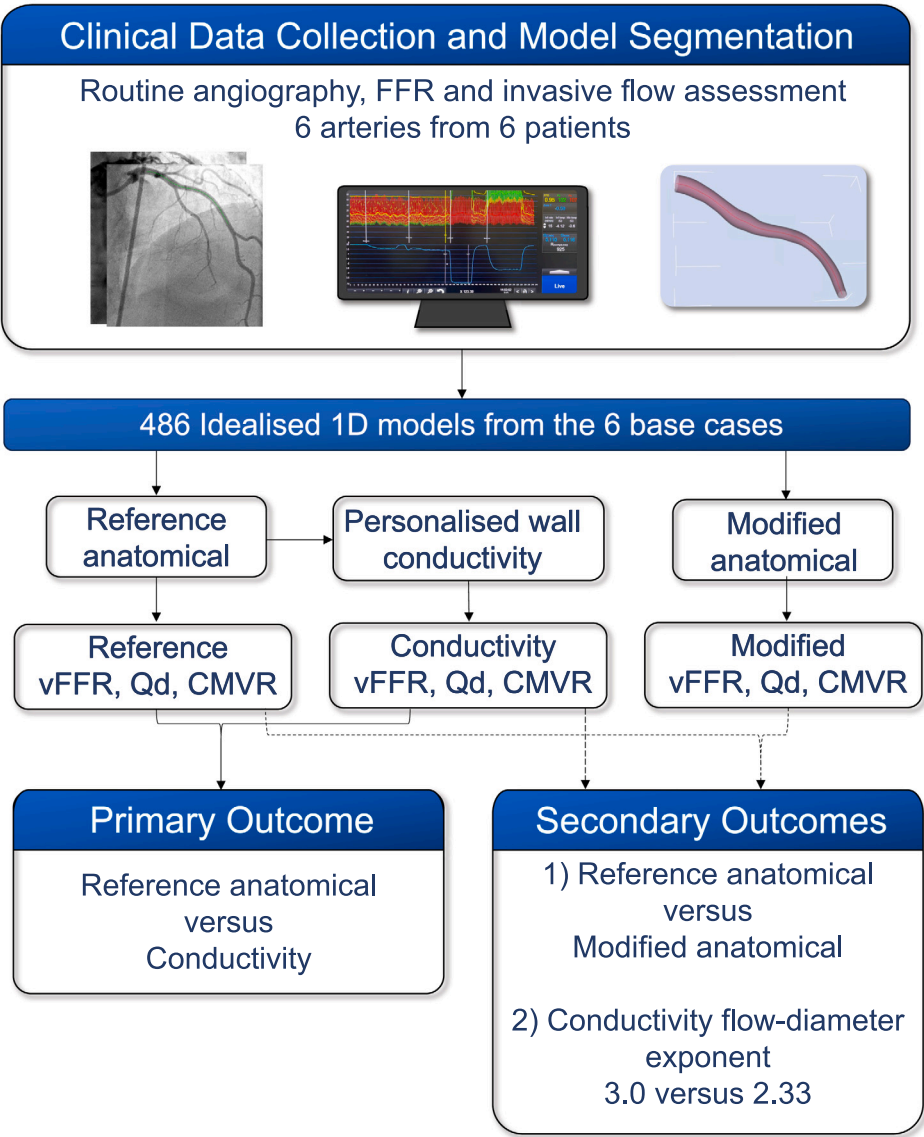 Clinical Data Collection and Model Segmentation
Routine angiography, FFR and invasive flow assessment
6 arteries from 6 patients
Live
486 Idealised 1D models from the 6 base cases
Reference
anatomical
Personalised wall
conductivity
Modified
anatomical
Reference
vFFR, Qd, CMVR
Conductivity
vFFR, Qd, CMVR
Modified
vFFR, Qd, CMVR
Primary Outcome
Reference anatomical
versus
Conductivity
Secondary Outcomes
1) Reference anatomical
versus
Modified anatomical
2) Conductivity flow-diameter
exponent
3.0 versus 2.33